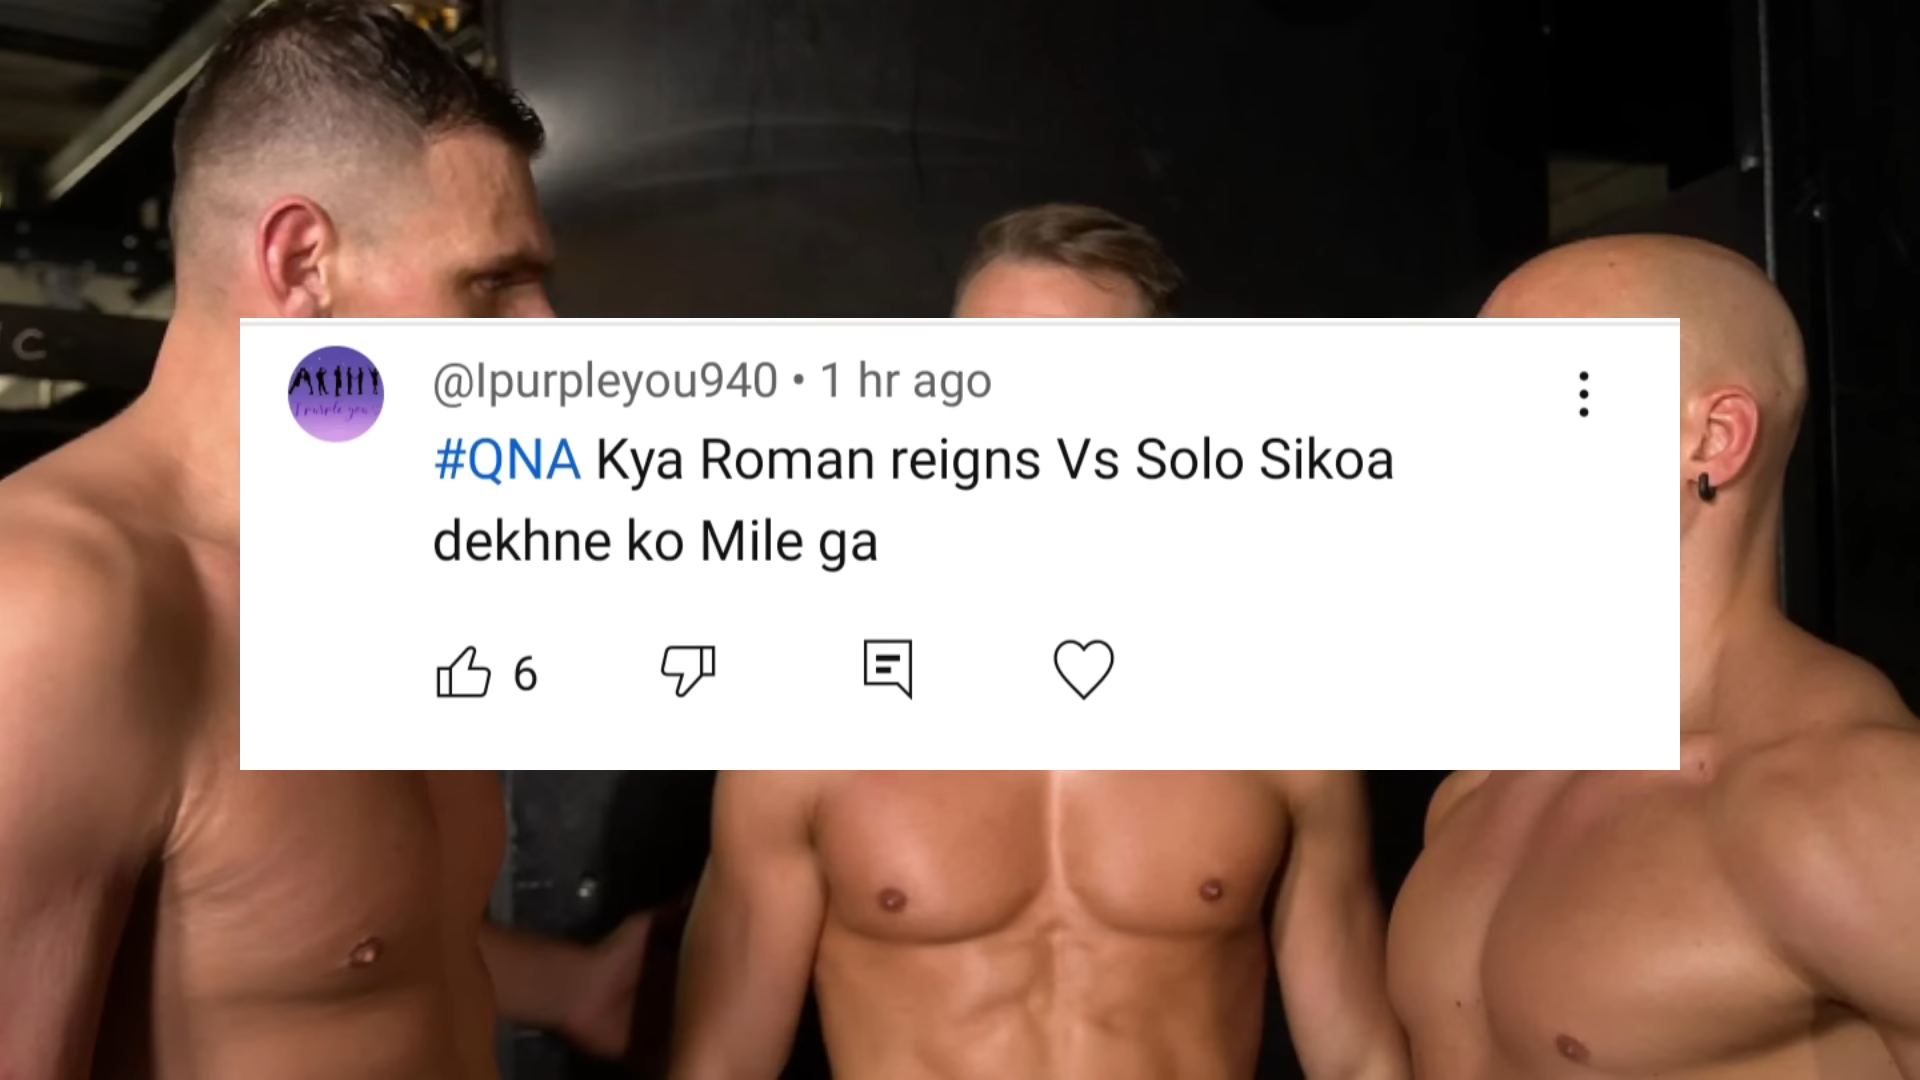 @Ipurpleyou940 • 1 hr ago
#QNA Kya Roman reigns Vs Solo Sikoa
dekhne ko Mile ga
6